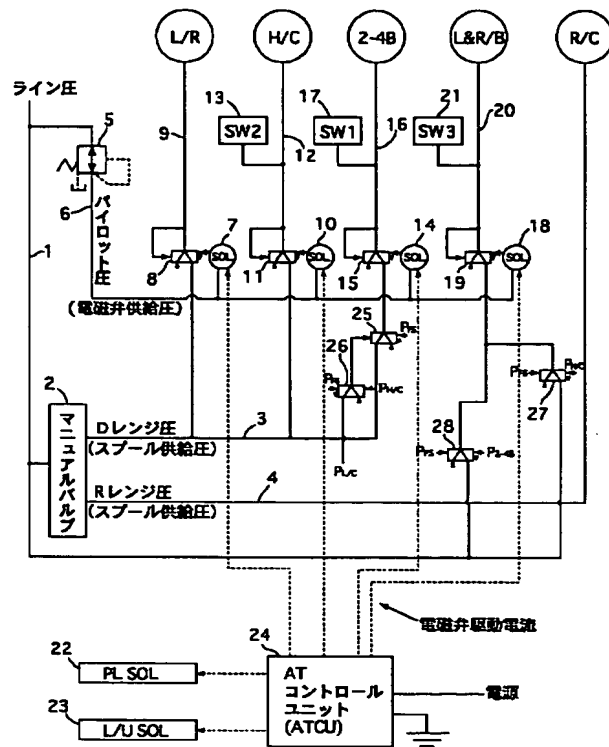 L/R
H/C
2-4B
L&R/B
R/C
ライン圧
5
13
17
21
20
SW2
SW1
SW3
9
12
16
6
パイロット圧
7
10
14
18
1
SOL
SOL
SOL
SOL
8
11
15
19
(電磁弁供給圧)
25
26
27
28
2
マニュアルバルブ
Dレンジ圧
(スプール供給圧)
3
Rレンジ圧
(スプール供給圧)
4
電磁弁駆動電流
22
PL SOL
23
L/U SOL
24
AT
コントロール
ユニット
(ATCU)
電源